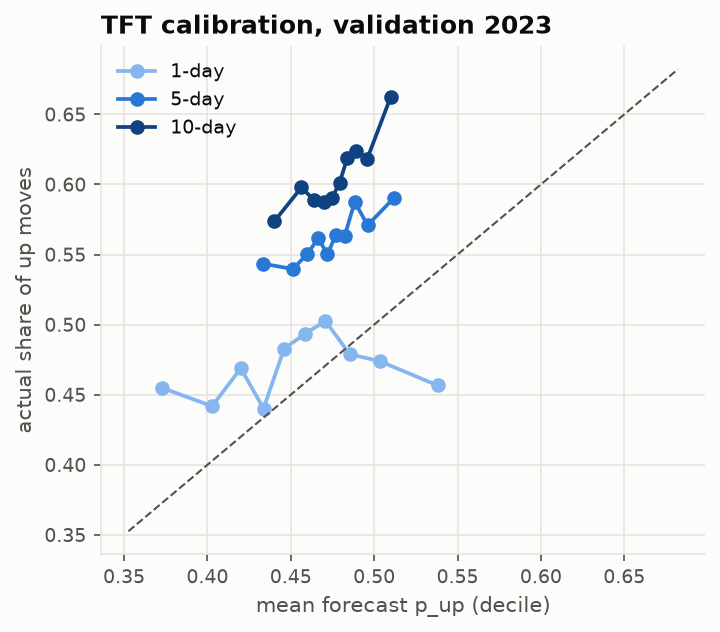 TFT calibration, validation 2023
1-day
5-day
10-day
0.65
0.60
0.55
0.50
0.45
0.40
0.35
actual share of up moves
0.35 0.40 0.45 0.50 0.55 0.60 0.65
mean forecast p_up (decile)